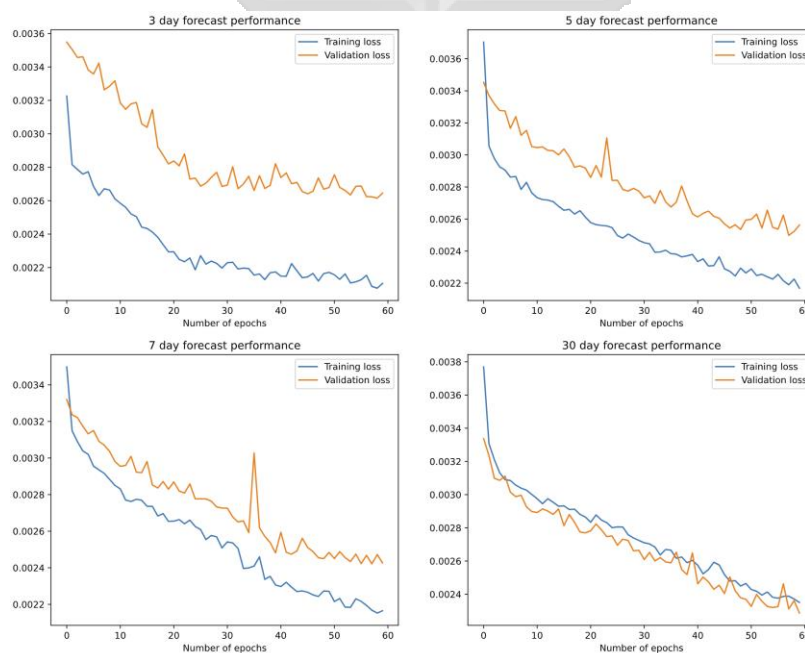 3 day forecast performance
Training loss
Validation loss
0.0036
0.0034
0.0032
0.0030
0.0028
0.0026
0.0024
0.0022
0 10 20 30 40 50 60
Number of epochs
5 day forecast performance
Training loss
Validation loss
0.0036
0.0034
0.0032
0.0030
0.0028
0.0026
0.0024
0.0022
0 10 20 30 40 50
Number of epochs
7 day forecast performance
Training loss
Validation loss
0.0034
0.0032
0.0030
0.0028
0.0026
0.0024
0.0022
0 10 20 30 40 50 60
Number of epochs
30 day forecast performance
Training loss
Validation loss
0.0038
0.0036
0.0034
0.0032
0.0030
0.0028
0.0026
0.0024
0 10 20 30 40 50
Number of epochs